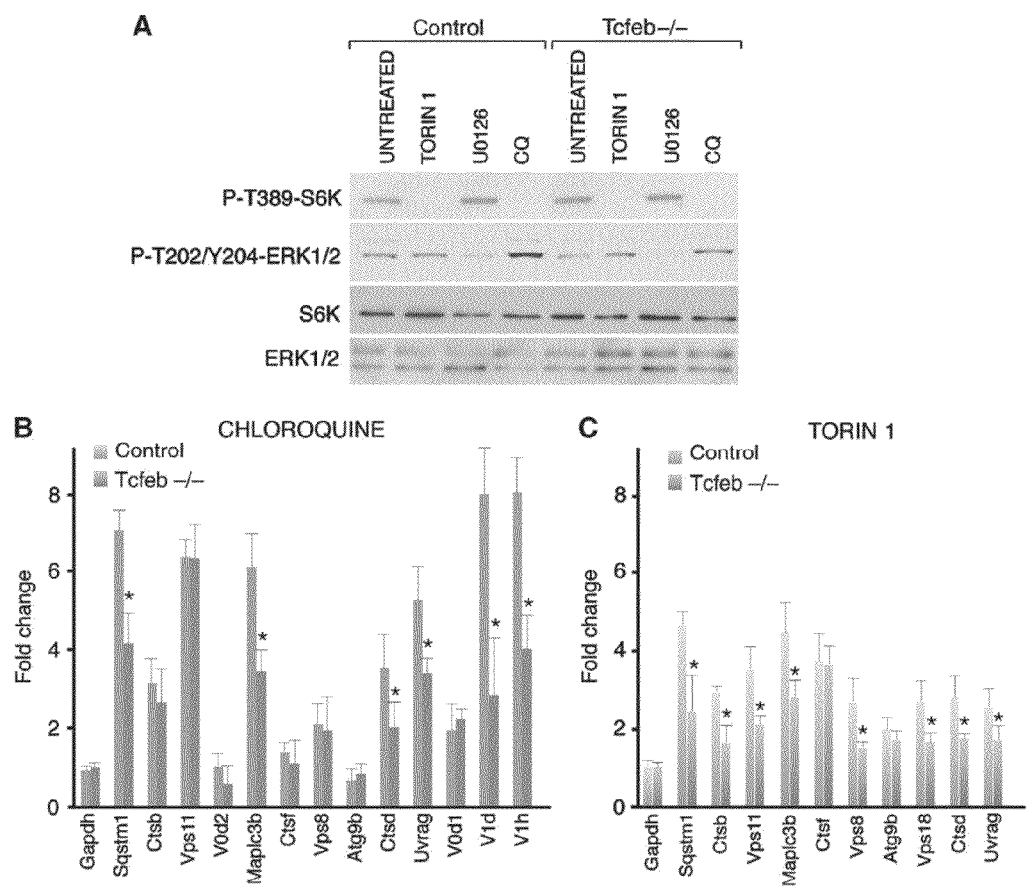 A
Control Tcfeb–/–
UNTREATED TORIN 1 U0126 CQ UNTREATED TORIN 1 U0126 CQ
P-T389-S6K
P-T202/Y204-ERK1/2
S6K
ERK1/2
B CHLOROQUINE
Control
Tcfeb –/–
Fold change
8
6
4
2
0
* * * * * *
Gapdh Sqstm1 Ctsb Vps11 V0d2 Maplc3b Ctsf Vps8 Atg9b Ctsd Uvrag V0d1 V1d V1h
C TORIN 1
Control
Tcfeb –/–
Fold change
8
6
4
2
0
* * * * * * * *
Gapdh Sqstm1 Ctsb Vps11 Maplc3b Ctsf Vps8 Atg9b Vps18 Ctsd Uvrag